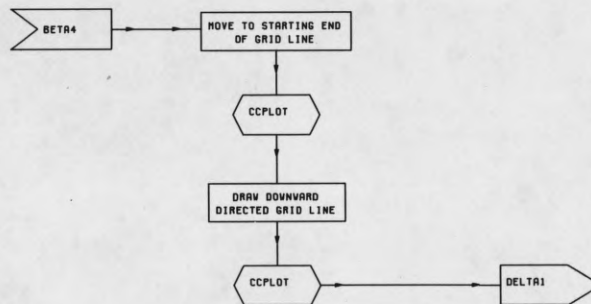 BETA4
MOVE TO STARTING END
OF GRID LINE
CCPLOT
DRAW DOWNWARD
DIRECTED GRID LINE
CCPLOT
DELTA1